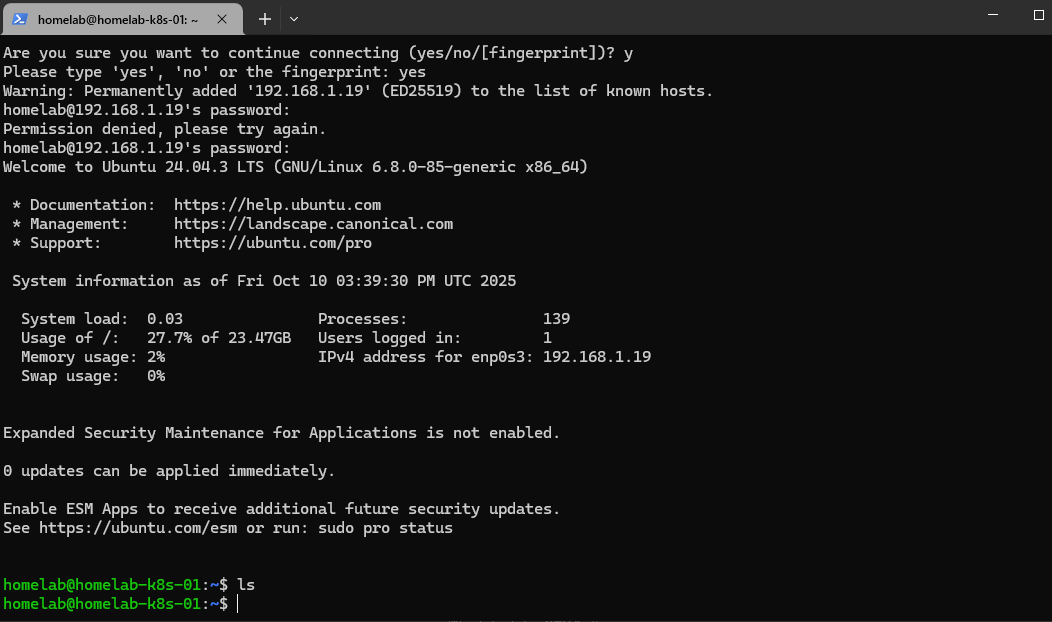 homelab@homelab-k8s-01: ~
Are you sure you want to continue connecting (yes/no/[fingerprint])? y
Please type 'yes', 'no' or the fingerprint: yes
Warning: Permanently added '192.168.1.19' (ED25519) to the list of known hosts.
homelab@192.168.1.19's password:
Permission denied, please try again.
homelab@192.168.1.19's password:
Welcome to Ubuntu 24.04.3 LTS (GNU/Linux 6.8.0-85-generic x86_64)
* Documentation:  https://help.ubuntu.com
* Management:     https://landscape.canonical.com
* Support:        https://ubuntu.com/pro
System information as of Fri Oct 10 03:39:30 PM UTC 2025
System load:  0.03               Processes:               139
Usage of /:   27.7% of 23.47GB   Users logged in:         1
Memory usage: 2%                 IPv4 address for enp0s3: 192.168.1.19
Swap usage:   0%
Expanded Security Maintenance for Applications is not enabled.
0 updates can be applied immediately.
Enable ESM Apps to receive additional future security updates.
See https://ubuntu.com/esm or run: sudo pro status
homelab@homelab-k8s-01:~$ ls
homelab@homelab-k8s-01:~$